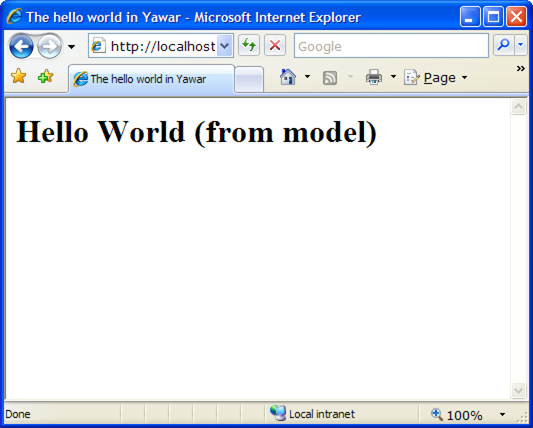 The hello world in Yawar - Microsoft Internet Explorer
http://localhost
Google
The hello world in Yawar
Page
»
Hello World (from model)
Done
Local intranet
100%